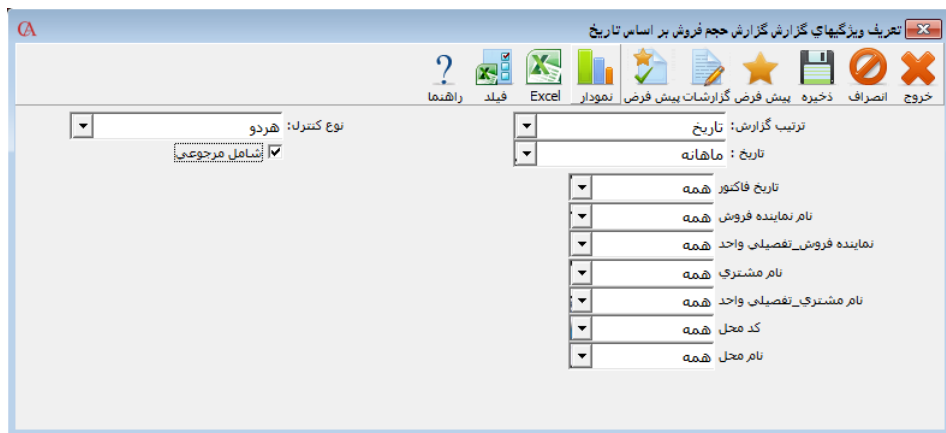 تعريف ويژگيهاي گزارش گزارش حجم فروش بر اساس تاريخ
خروج انصراف ذخيره پيش فرض گزارشات پيش فرض نمودار Excel فيلد راهنما
ترتيب گزارش: تاريخ نوع كنترل: هردو
تاريخ : ماهانه شامل مرجوعي
تاريخ فاكتور همه
نام نماينده فروش همه
نماينده فروش_تفصيلي واحد همه
نام مشتري همه
نام مشتري_تفصيلي واحد همه
كد محل همه
نام محل همه